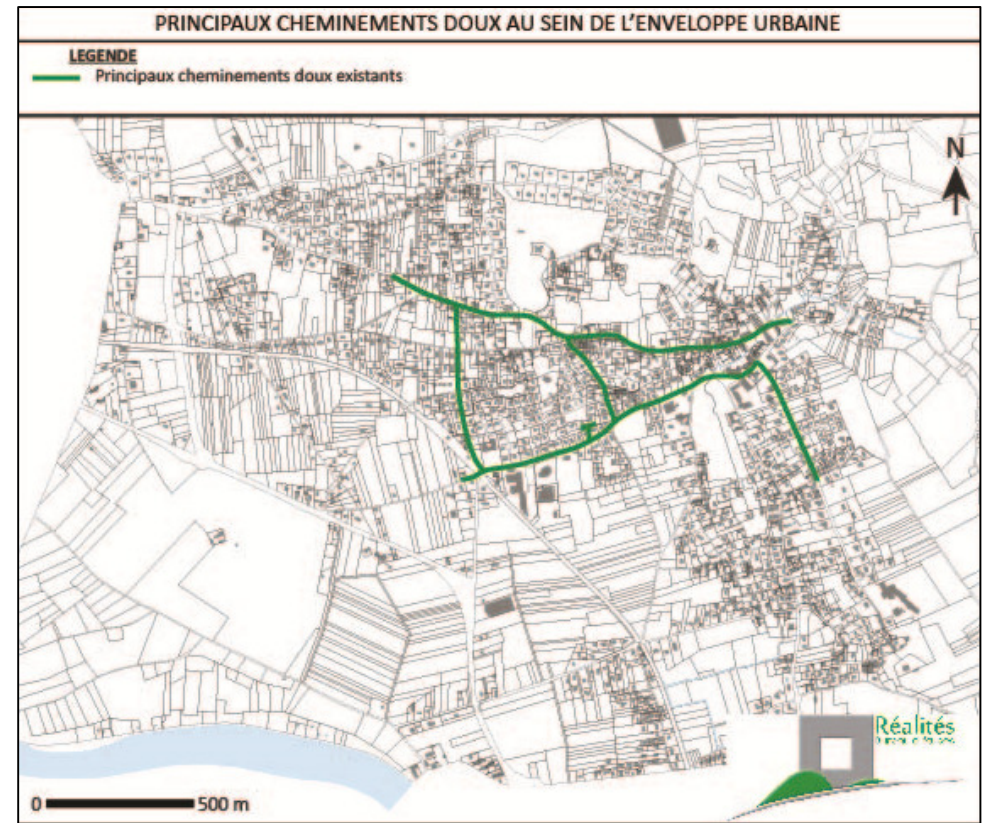 PRINCIPAUX CHEMINEMENTS DOUX AU SEIN DE L'ENVELOPPE URBAINE
LEGENDE
Principaux cheminements doux existants
N
Réalités
0 500 m